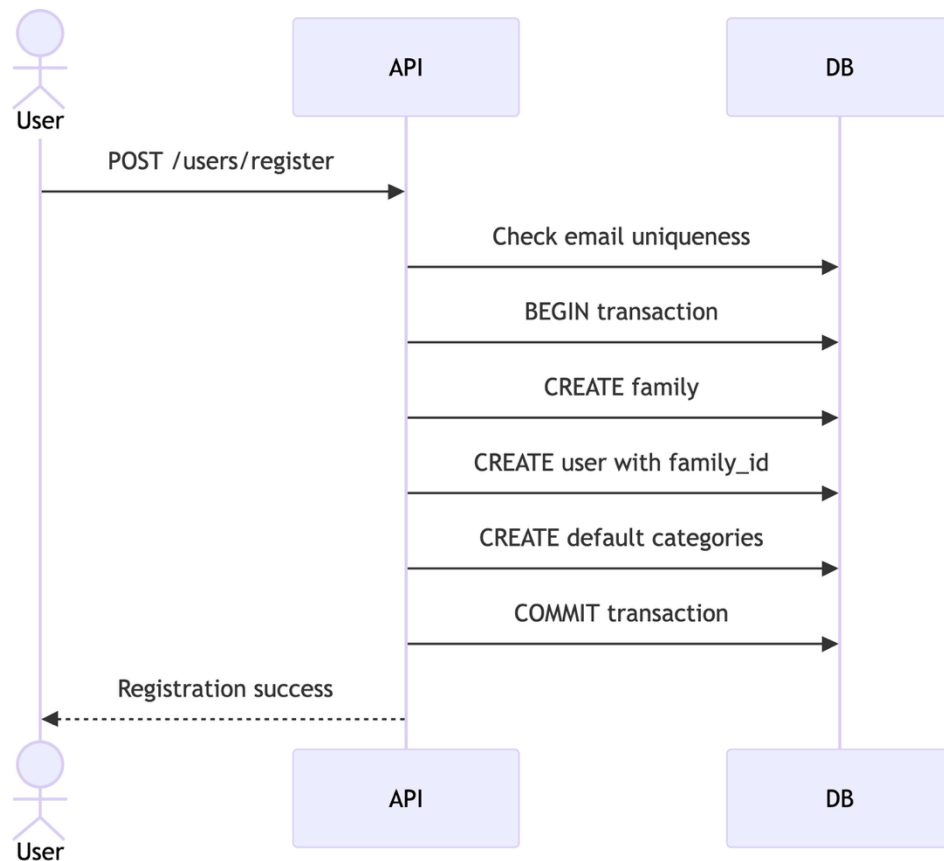 API
DB
User
POST /users/register
Check email uniqueness
BEGIN transaction
CREATE family
CREATE user with family_id
CREATE default categories
COMMIT transaction
Registration success
API
DB
User